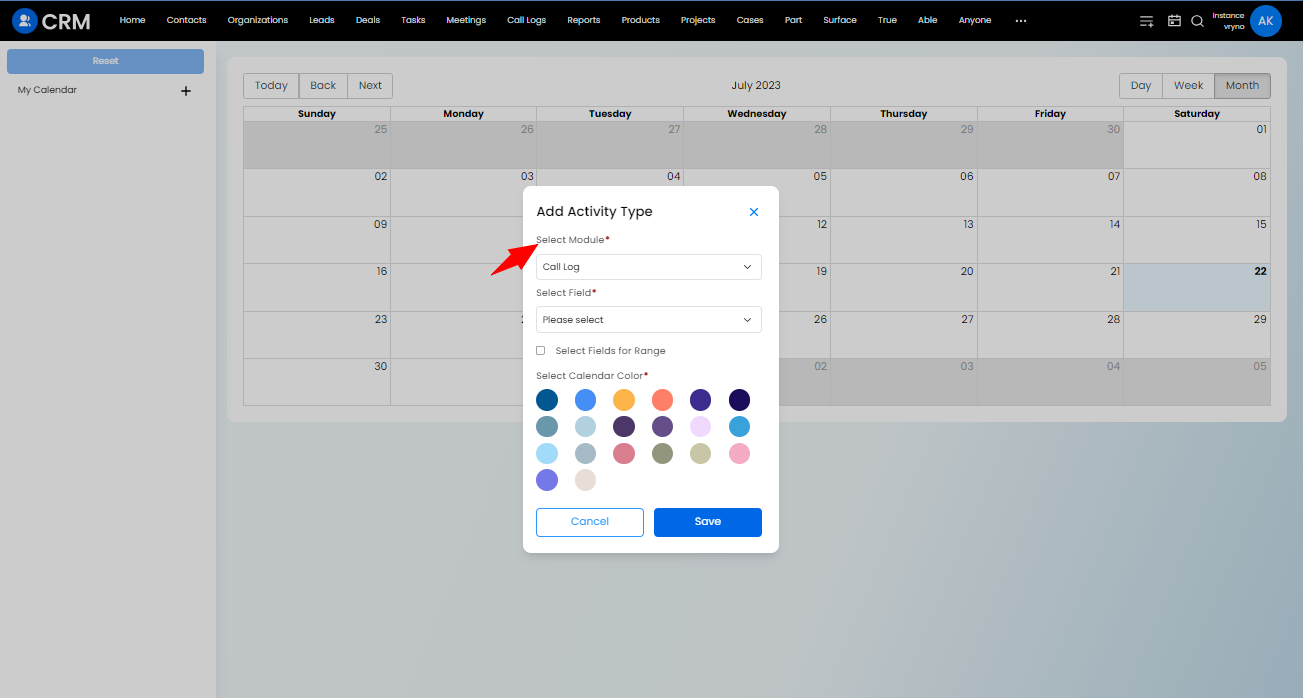 CRM Home Contacts Organizations Leads Deals Tasks Meetings Call Logs Reports Products Projects Cases Part Surface True Able Anyone ... Instance vryno AK
Reset
My Calendar +
Today Back Next July 2023 Day Week Month
Sunday Monday Tuesday Wednesday Thursday Friday Saturday
25 26 27 28 29 30 01
02 03 04 05 06 07 08
09 12 13 14 15
16 19 20 21 22
23 26 27 28 29
30 02 03 04 05
Add Activity Type
Select Module*
Call Log
Select Field*
Please select
Select Fields for Range
Select Calendar Color*
Cancel Save